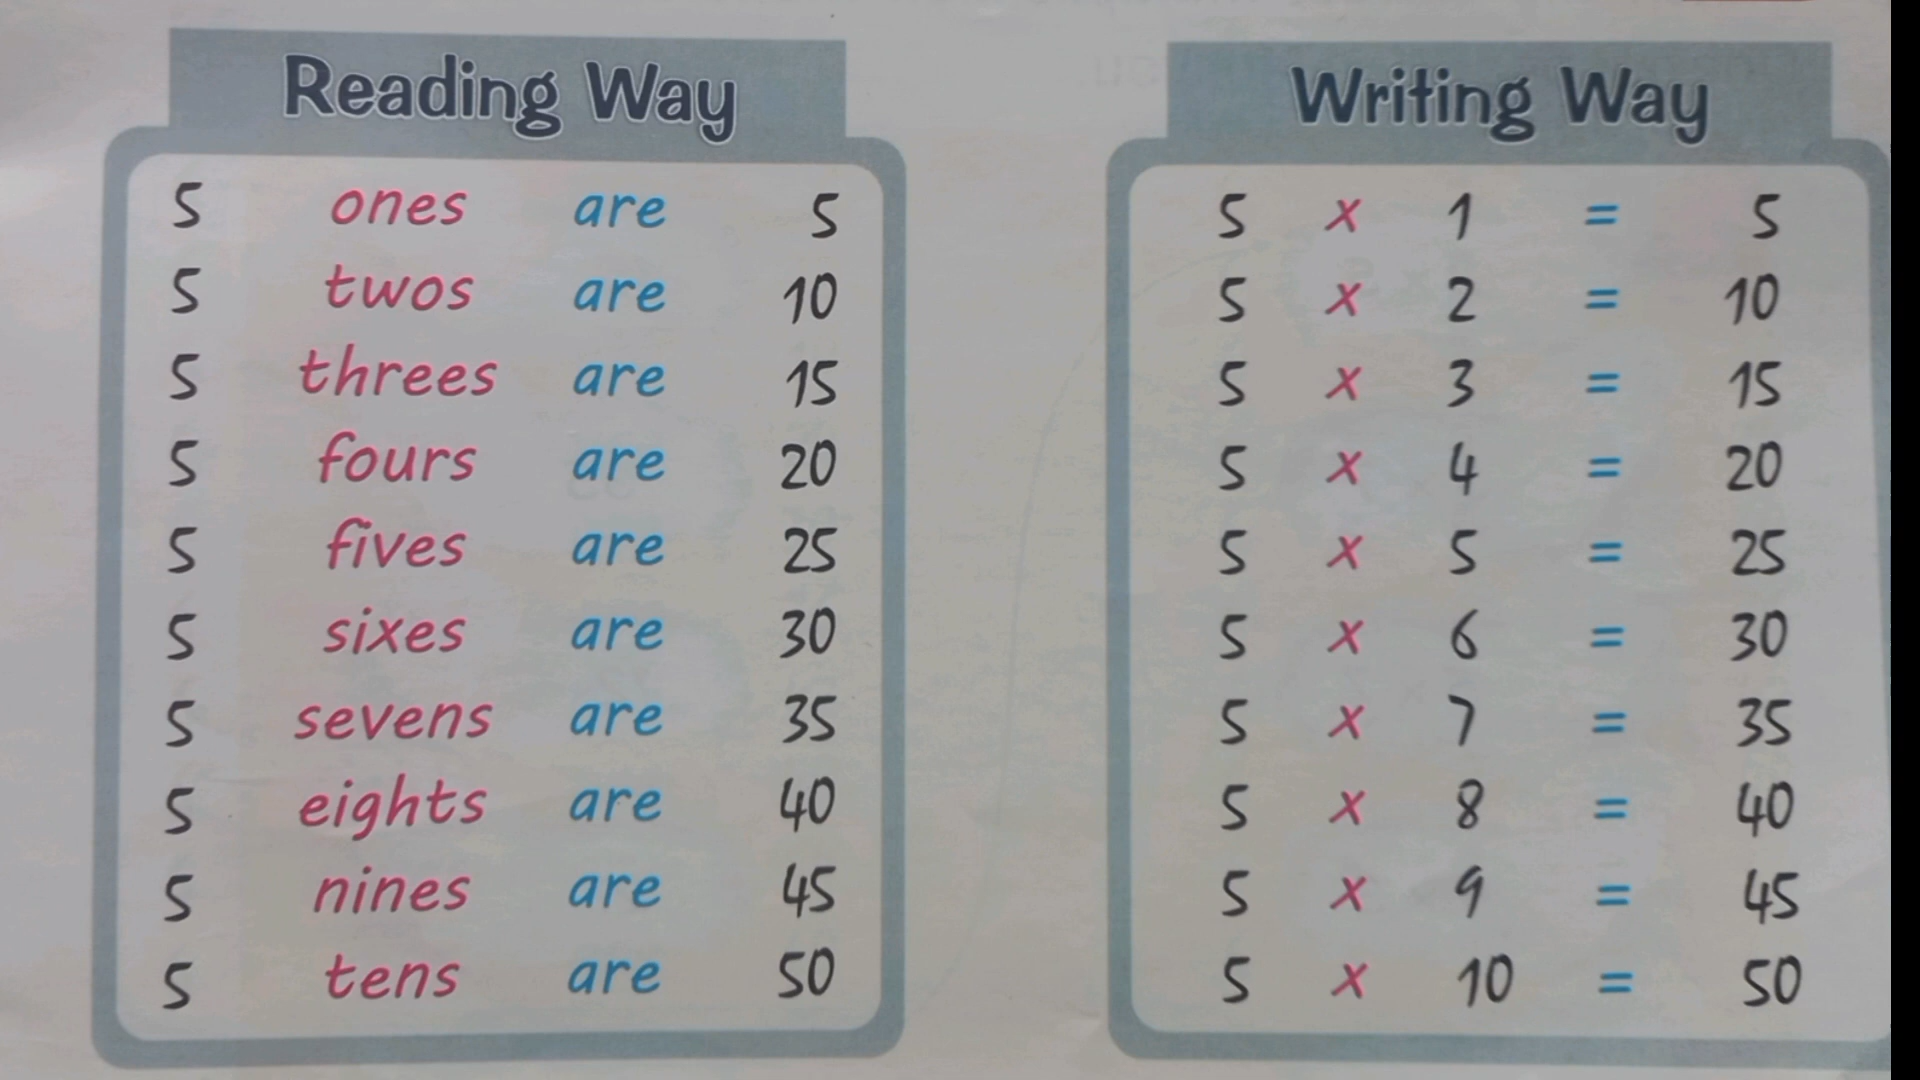 Reading Way
5 ones are 5
5 twos are 10
5 threes are 15
5 fours are 20
5 fives are 25
5 sixes are 30
5 sevens are 35
5 eights are 40
5 nines are 45
5 tens are 50
Writing Way
5 x 1 = 5
5 x 2 = 10
5 x 3 = 15
5 x 4 = 20
5 x 5 = 25
5 x 6 = 30
5 x 7 = 35
5 x 8 = 40
5 x 9 = 45
5 x 10 = 50